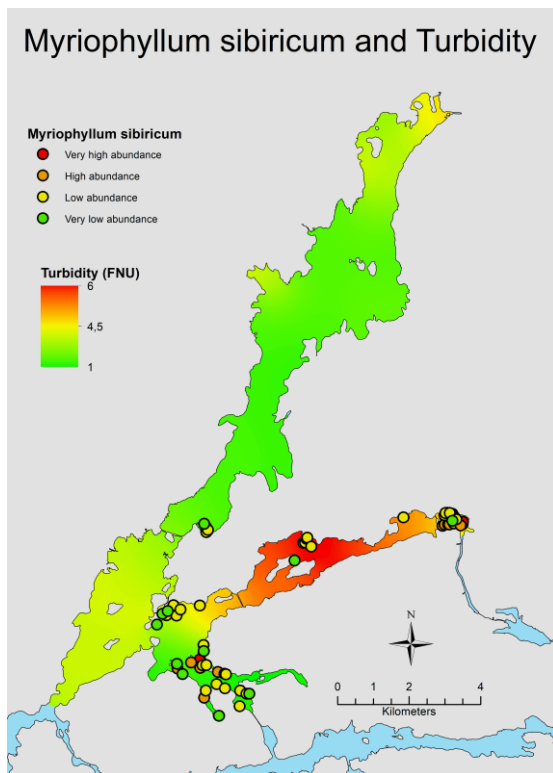 Myriophyllum sibiricum and Turbidity
Myriophyllum sibiricum
Very high abundance
High abundance
Low abundance
Very low abundance
Turbidity (FNU)
6
4,5
1
N
0 1 2 4
Kilometers